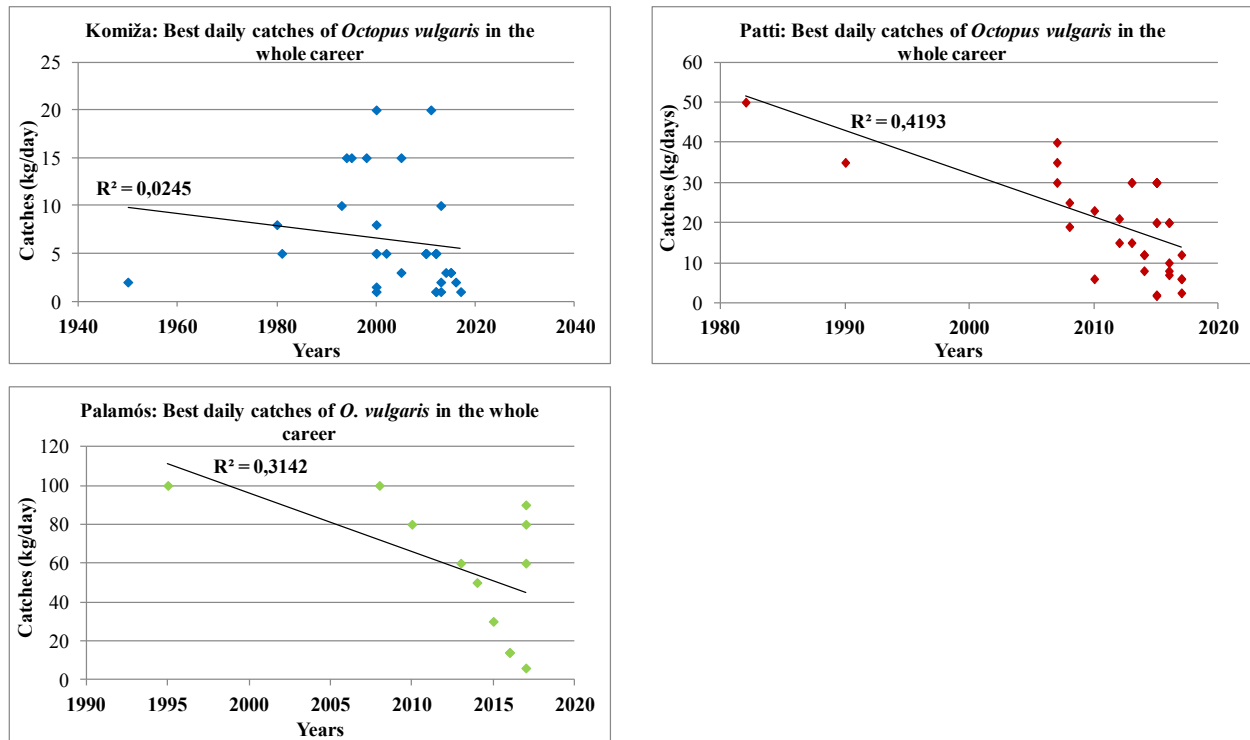 Komiža: Best daily catches of Octopus vulgaris in the
whole career
25
20
15
10
5
0
Catches (kg/day)
R² = 0,0245
1940 1960 1980 2000 2020 2040
Years
Patti: Best daily catches of Octopus vulgaris in the
whole career
60
50
40
30
20
10
0
Catches (kg/days)
R² = 0,4193
1980 1990 2000 2010 2020
Years
Palamós: Best daily catches of O. vulgaris in the whole
career
120
100
80
60
40
20
0
Catches (kg/day)
R² = 0,3142
1990 1995 2000 2005 2010 2015 2020
Years